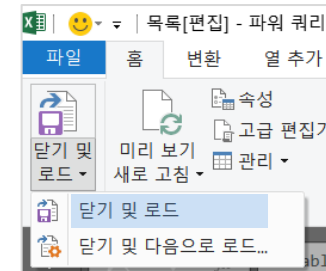 목록[편집] - 파워 쿼리
파일 홈 변환 열 추가
닫기 및 로드
미리 보기 새로 고침
속성
고급 편집기
관리
닫기 및 로드
닫기 및 다음으로 로드...